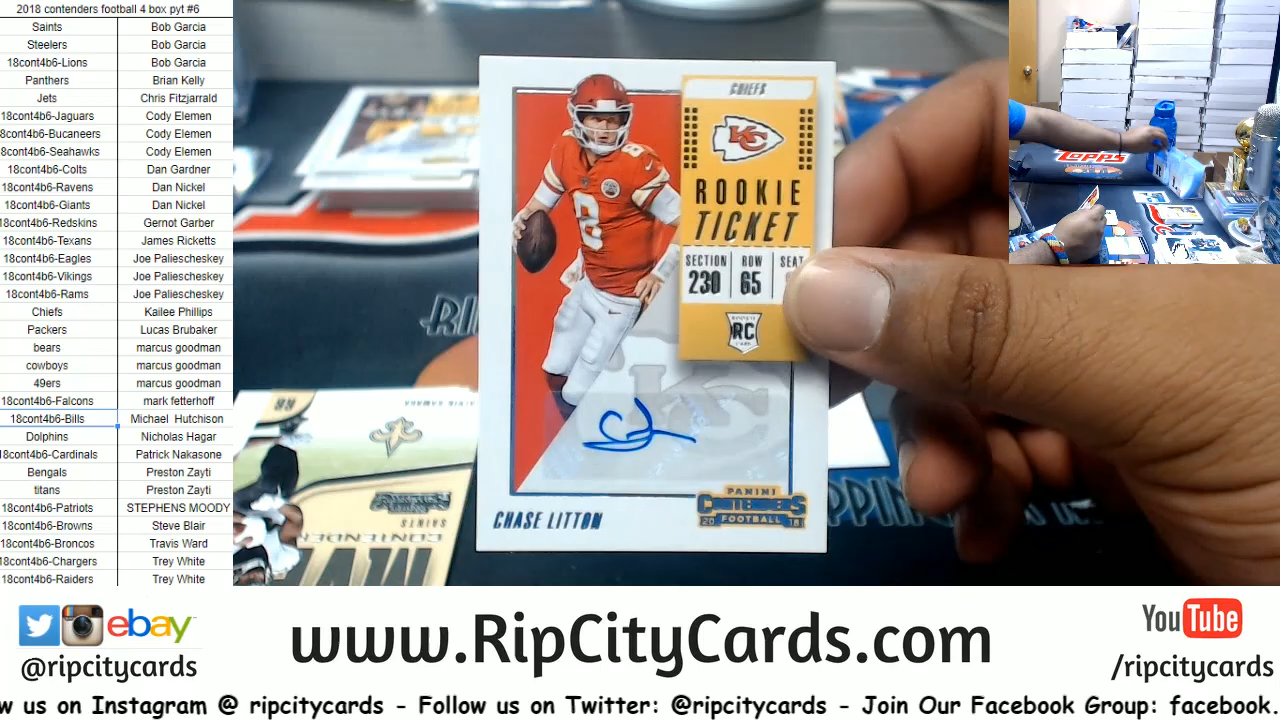 2018 contenders football 4 box pyt #6
Saints Bob Garcia
Steelers Bob Garcia
18cont4b6-Lions Bob Garcia
Panthers Brian Kelly
Jets Chris Fitzjarrald
18cont4b6-Jaguars Cody Elemen
8cont4b6-Bucaneers Cody Elemen
8cont4b6-Seahawks Cody Elemen
18cont4b6-Colts Dan Gardner
18cont4b6-Ravens Dan Nickel
18cont4b6-Giants Dan Nickel
18cont4b6-Redskins Gernot Garber
18cont4b6-Texans James Ricketts
18cont4b6-Eagles Joe Paliescheskey
18cont4b6-Vikings Joe Paliescheskey
18cont4b6-Rams Joe Paliescheskey
Chiefs Kailee Phillips
Packers Lucas Brubaker
bears marcus goodman
cowboys marcus goodman
49ers marcus goodman
18cont4b6-Falcons mark fetterhoff
18cont4b6-Bills Michael Hutchison
Dolphins Nicholas Hagar
18cont4b6-Cardinals Patrick Nakasone
Bengals Preston Zayti
titans Preston Zayti
18cont4b6-Patriots STEPHENS MOODY
18cont4b6-Browns Steve Blair
18cont4b6-Broncos Travis Ward
8cont4b6-Chargers Trey White
18cont4b6-Raiders Trey White
CHIEFS
KC
ROOKIE
TICKET
SECTION ROW SEAT
230 65
RC
8
CHASE LITTON
PANINI
CONTENDERS
20 FOOTBALL 18
SAINTS
CONTENDERS
Topps
ebay
@ripcitycards
www.RipCityCards.com
YouTube
/ripcitycards
w us on Instagram @ ripcitycards - Follow us on Twitter: @ripcitycards - Join Our Facebook Group: facebook.